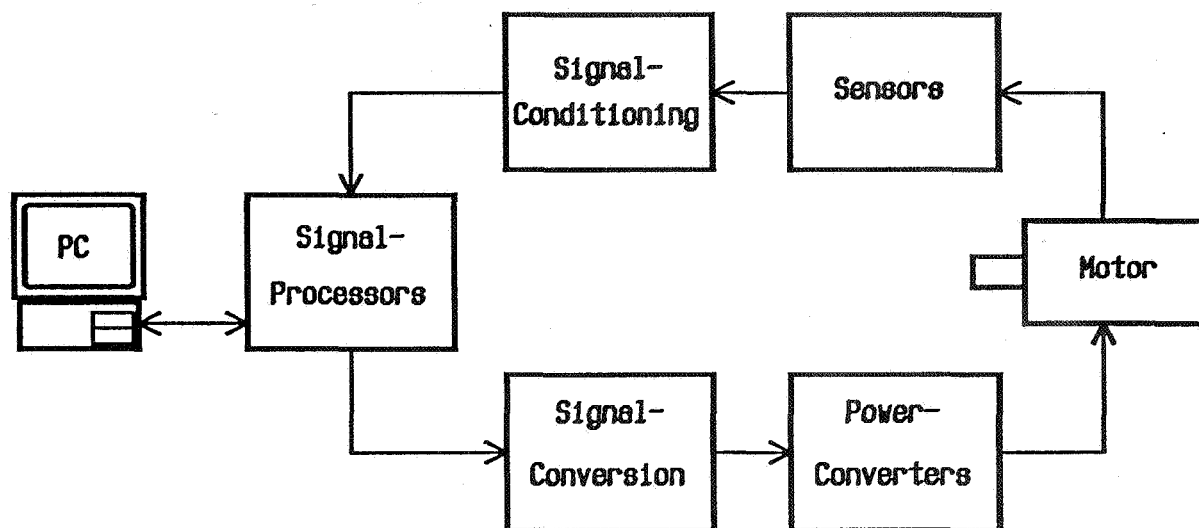 Signal-
Conditioning
Sensors
PC
Signal-
Processors
Motor
Signal-
Conversion
Power-
Converters